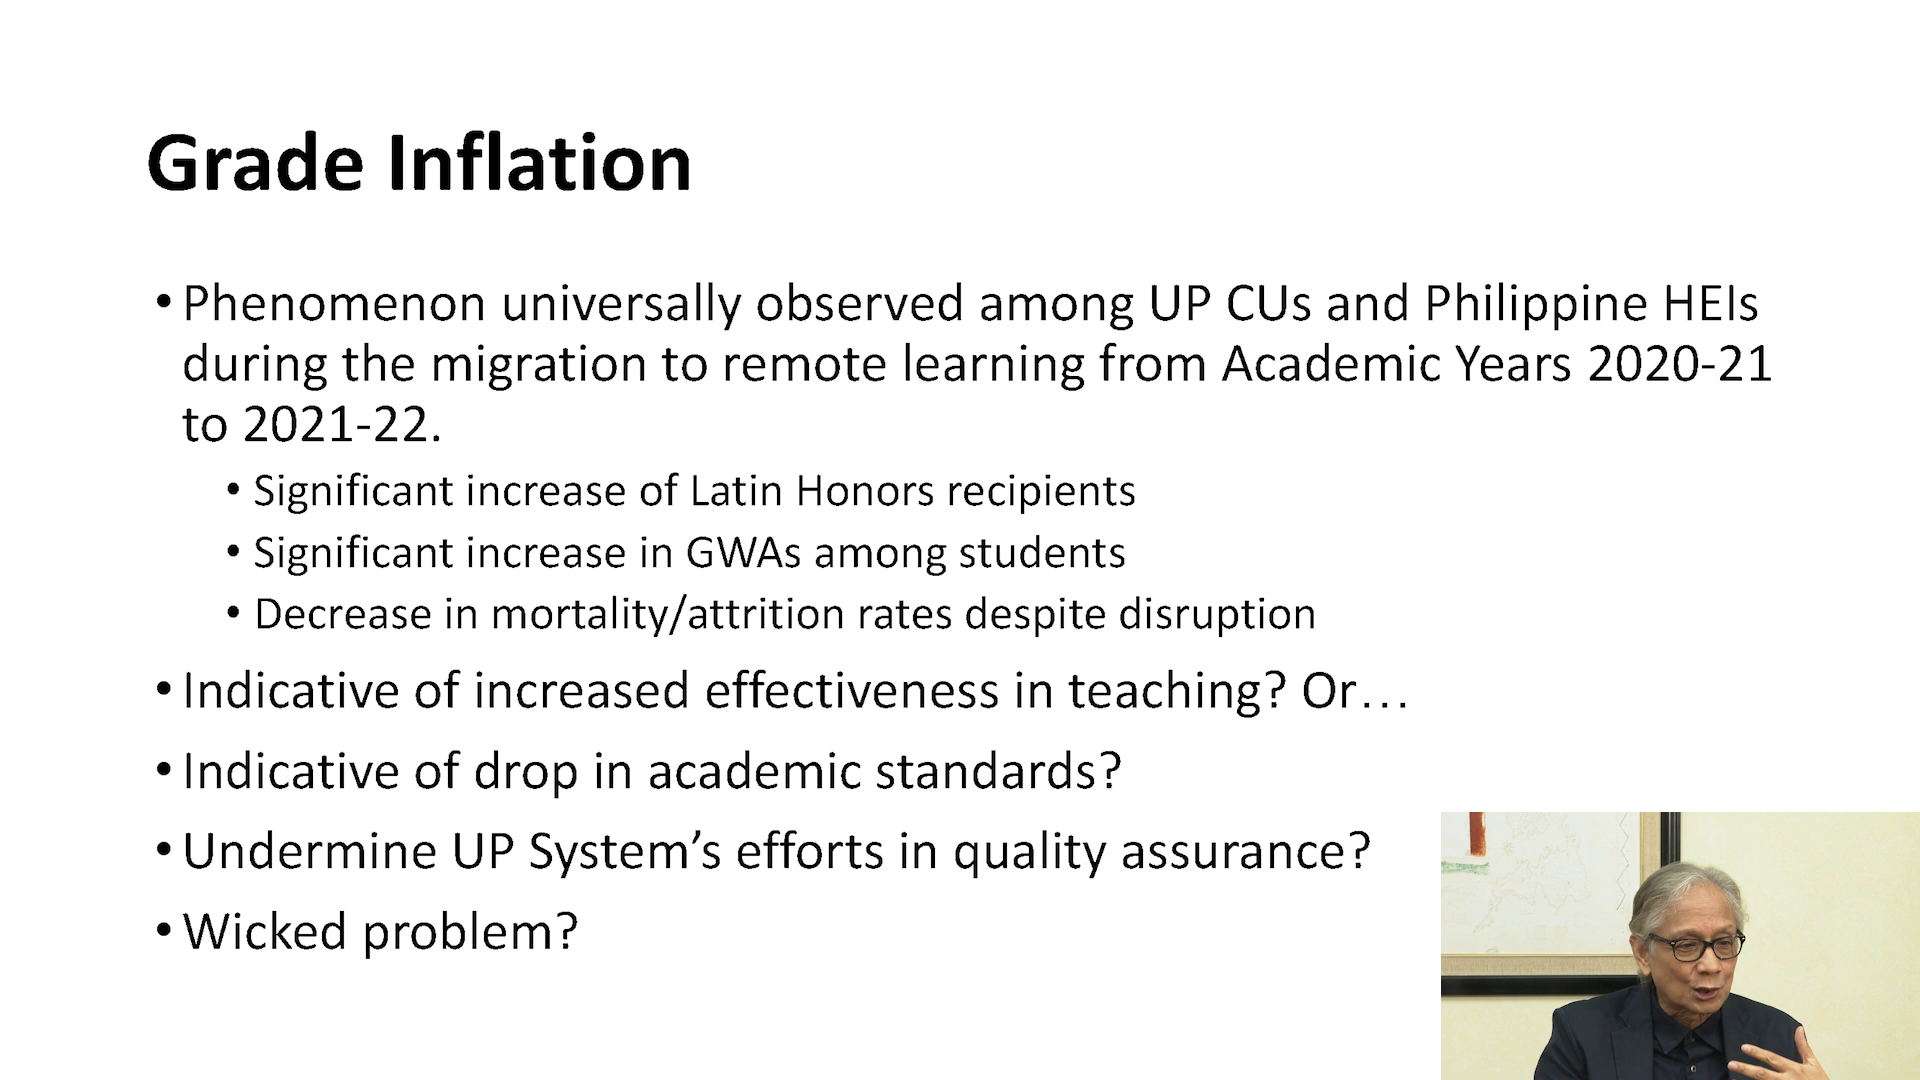 Grade Inflation
• Phenomenon universally observed among UP CUs and Philippine HEIs
during the migration to remote learning from Academic Years 2020-21
to 2021-22.
• Significant increase of Latin Honors recipients
• Significant increase in GWAs among students
• Decrease in mortality/attrition rates despite disruption
• Indicative of increased effectiveness in teaching? Or…
• Indicative of drop in academic standards?
• Undermine UP System’s efforts in quality assurance?
• Wicked problem?